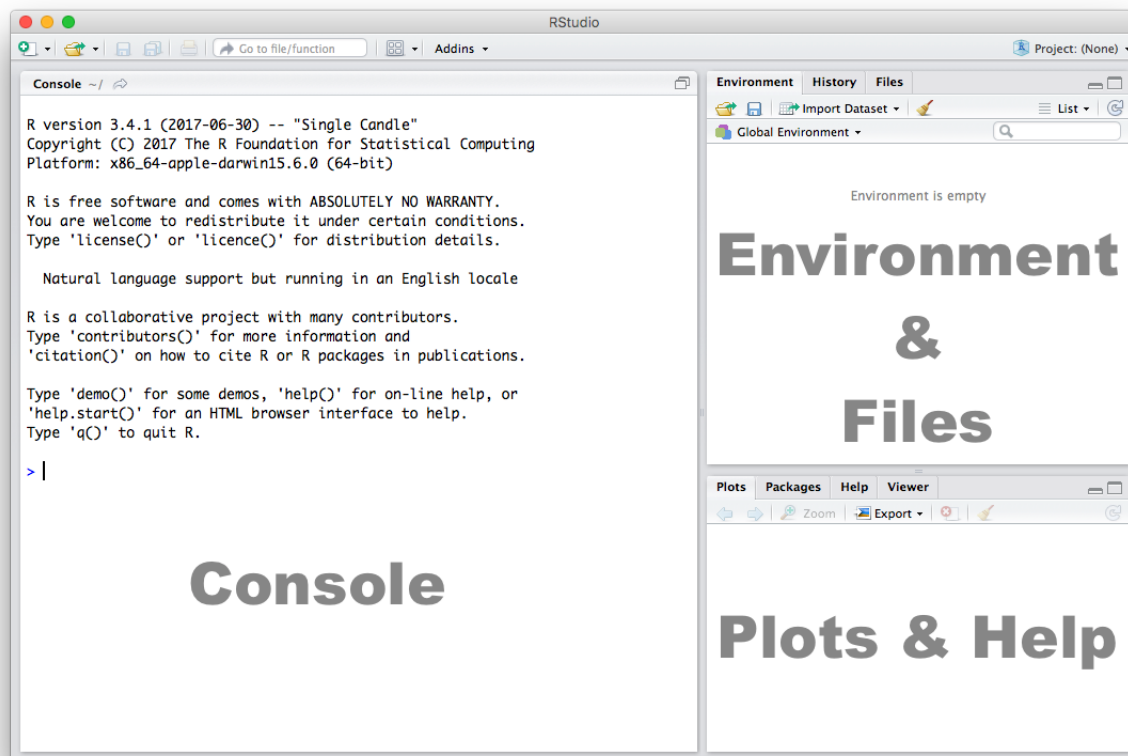 RStudio
Go to file/function
Addins
Project: (None)
Console ~/
R version 3.4.1 (2017-06-30) -- "Single Candle"
Copyright (C) 2017 The R Foundation for Statistical Computing
Platform: x86_64-apple-darwin15.6.0 (64-bit)
R is free software and comes with ABSOLUTELY NO WARRANTY.
You are welcome to redistribute it under certain conditions.
Type 'license()' or 'licence()' for distribution details.
Natural language support but running in an English locale
R is a collaborative project with many contributors.
Type 'contributors()' for more information and
'citation()' on how to cite R or R packages in publications.
Type 'demo()' for some demos, 'help()' for on-line help, or
'help.start()' for an HTML browser interface to help.
Type 'q()' to quit R.
>
Console
Environment History Files
Import Dataset List
Global Environment
Environment is empty
Environment
&
Files
Plots Packages Help Viewer
Zoom Export
Plots & Help